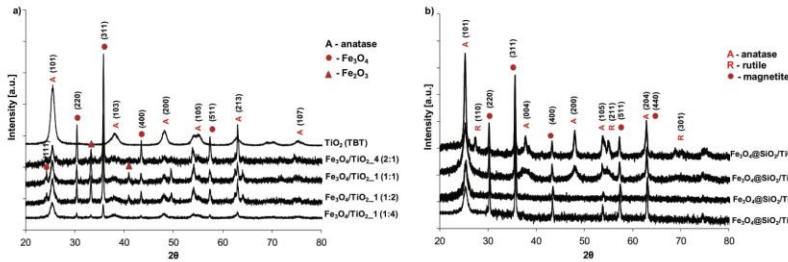 a)
Intensity [a.u.]
A (101)
(220)
(311)
A (103)
(400)
A (200)
A (105)
(511)
A (213)
A (107)
A – anatase
● - Fe₃O₄
▲ – Fe₂O₃
TiO₂ (TBT)
Fe₃O₄/TiO₂_4 (2:1)
Fe₃O₄/TiO₂_1 (1:1)
Fe₃O₄/TiO₂_1 (1:2)
Fe₃O₄/TiO₂_1 (1:4)
20 30 40 50 60 70 80
2θ
b)
Intensity [a.u.]
A (101)
R (110)
(220)
(311)
A (004)
(400)
A (200)
A (105)
R (211)
(511)
A (204)
(440)
R (301)
A - anatase
R - rutile
● - magnetite
Fe₃O₄@SiO₂/TiO
Fe₃O₄@SiO₂/Ti
Fe₃O₄@SiO₂/Ti
Fe₃O₄@SiO₂/Ti
20 30 40 50 60 70 80
2θ